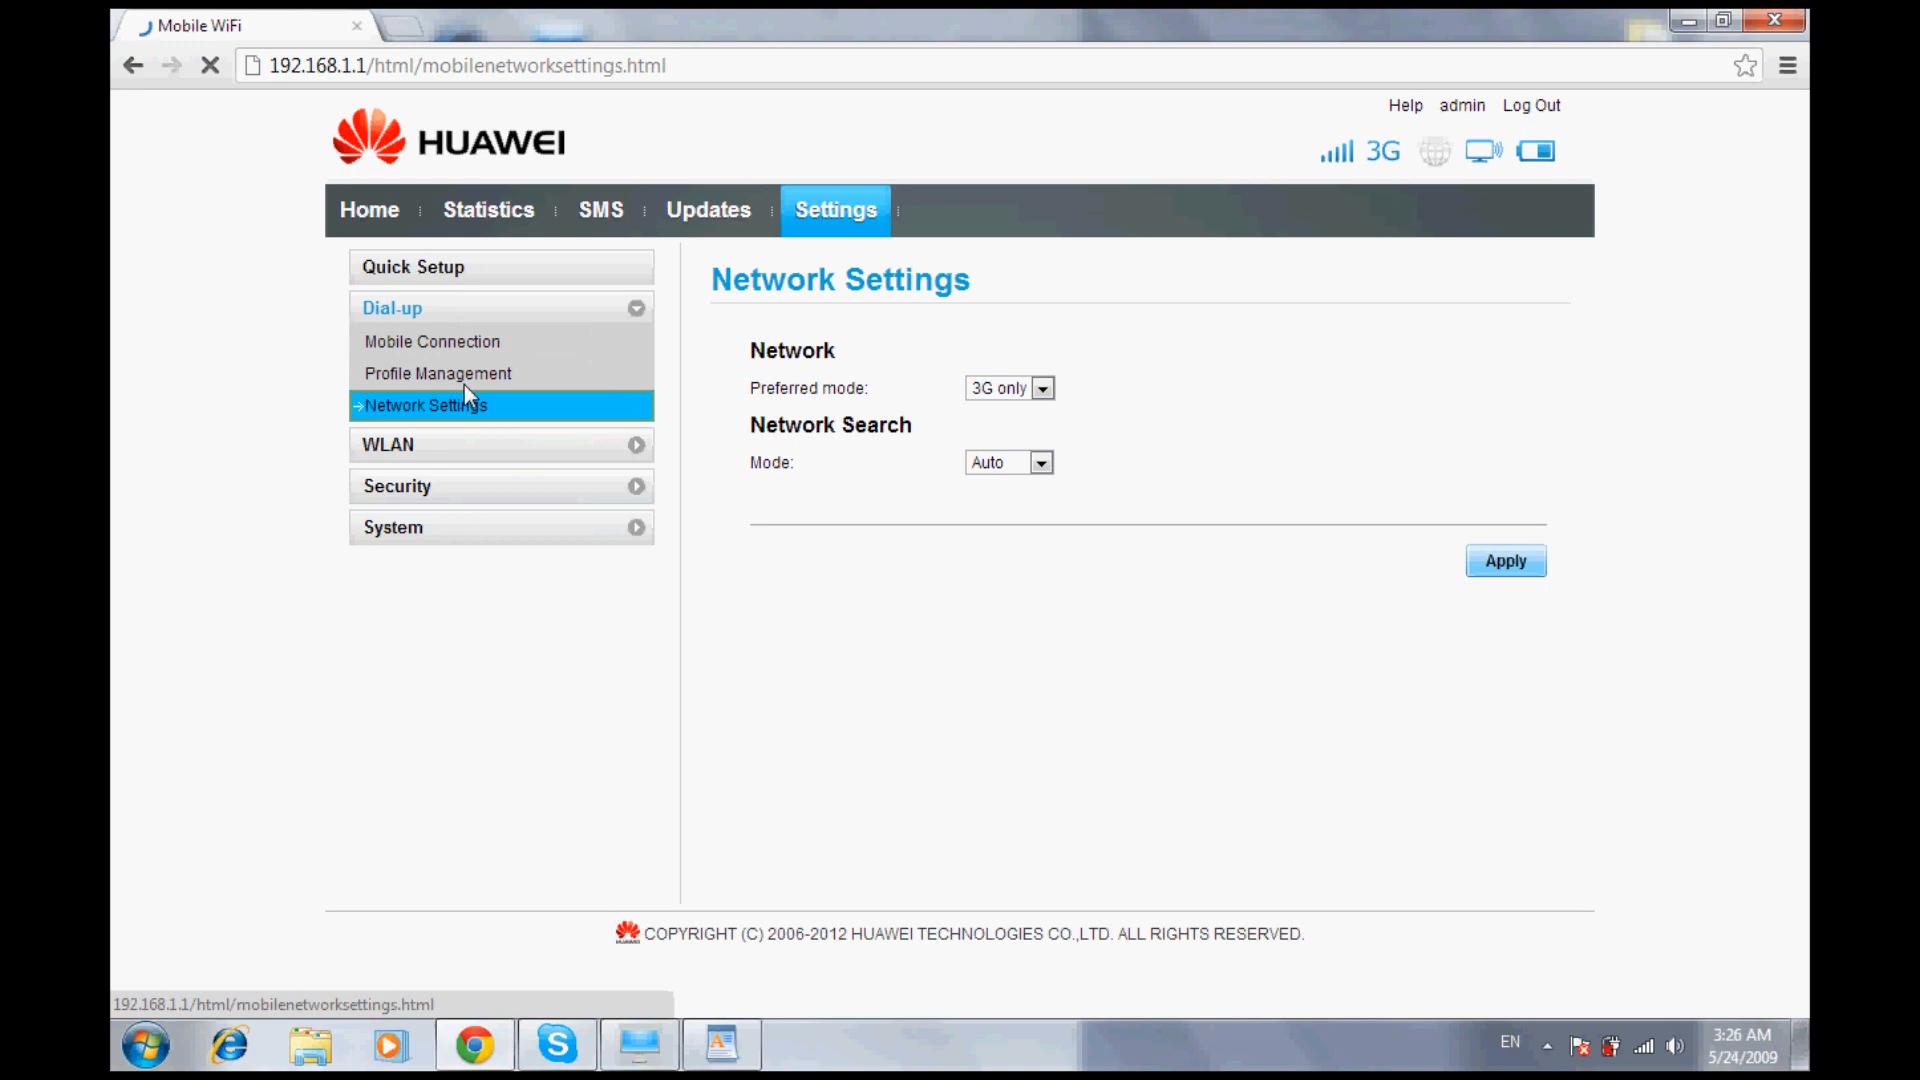 Mobile WiFi
192.168.1.1/html/mobilenetworksettings.html
Help admin Log Out
HUAWEI
3G
Home Statistics SMS Updates Settings
Quick Setup
Dial-up
Mobile Connection
Profile Management
Network Settings
WLAN
Security
System
Network Settings
Network
Preferred mode: 3G only
Network Search
Mode: Auto
Apply
COPYRIGHT (C) 2006-2012 HUAWEI TECHNOLOGIES CO.,LTD. ALL RIGHTS RESERVED.
192.168.1.1/html/mobilenetworksettings.html
EN
3:26 AM
5/24/2009